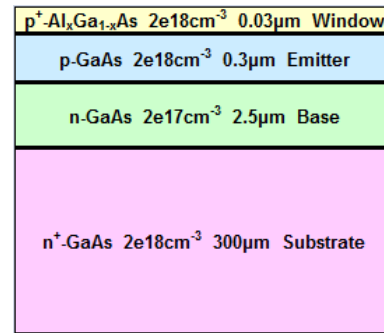 p⁺-AlₓGa₁₋ₓAs 2e18cm⁻³ 0.03µm Window
p-GaAs 2e18cm⁻³ 0.3µm Emitter
n-GaAs 2e17cm⁻³ 2.5µm Base
n⁺-GaAs 2e18cm⁻³ 300µm Substrate